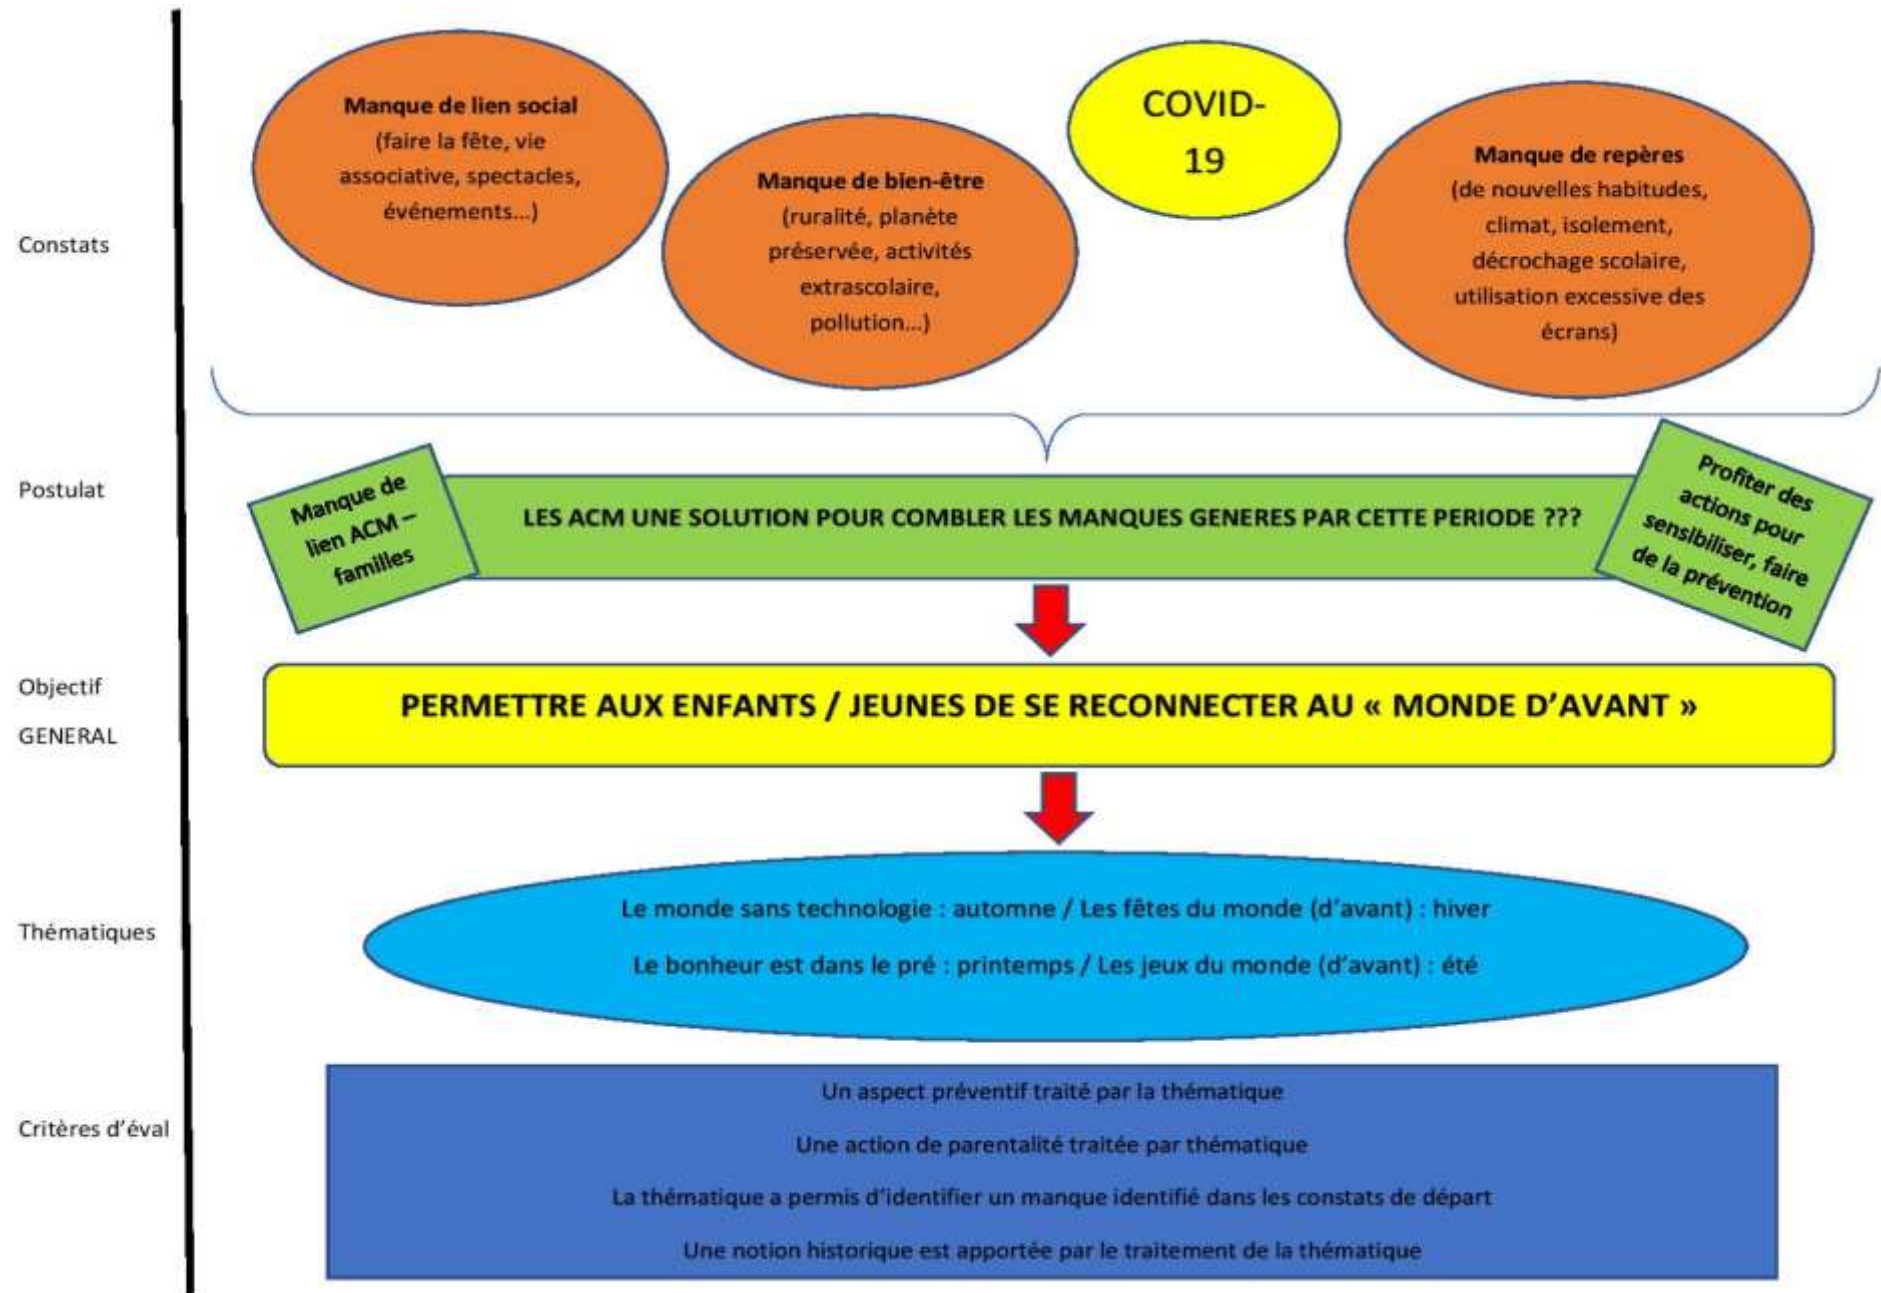 Constats
Manque de lien social
(faire la fête, vie
associative, spectacles,
événements...)
Manque de bien-être
(ruralité, planète
préservée, activités
extrascolaire,
pollution...)
COVID-
19
Manque de repères
(de nouvelles habitudes,
climat, isolement,
décrochage scolaire,
utilisation excessive des
écrans)
Postulat
Manque de
lien ACM –
familles
LES ACM UNE SOLUTION POUR COMBLER LES MANQUES GENERES PAR CETTE PERIODE ???
Profiter des
actions pour
sensibiliser, faire
de la prévention
Objectif
GENERAL
PERMETTRE AUX ENFANTS / JEUNES DE SE RECONNECTER AU « MONDE D'AVANT »
Thématiques
Le monde sans technologie : automne / Les fêtes du monde (d'avant) : hiver
Le bonheur est dans le pré : printemps / Les jeux du monde (d'avant) : été
Critères d'éval
Un aspect préventif traité par la thématique
Une action de parentalité traitée par thématique
La thématique a permis d'identifier un manque identifié dans les constats de départ
Une notion historique est apportée par le traitement de la thématique